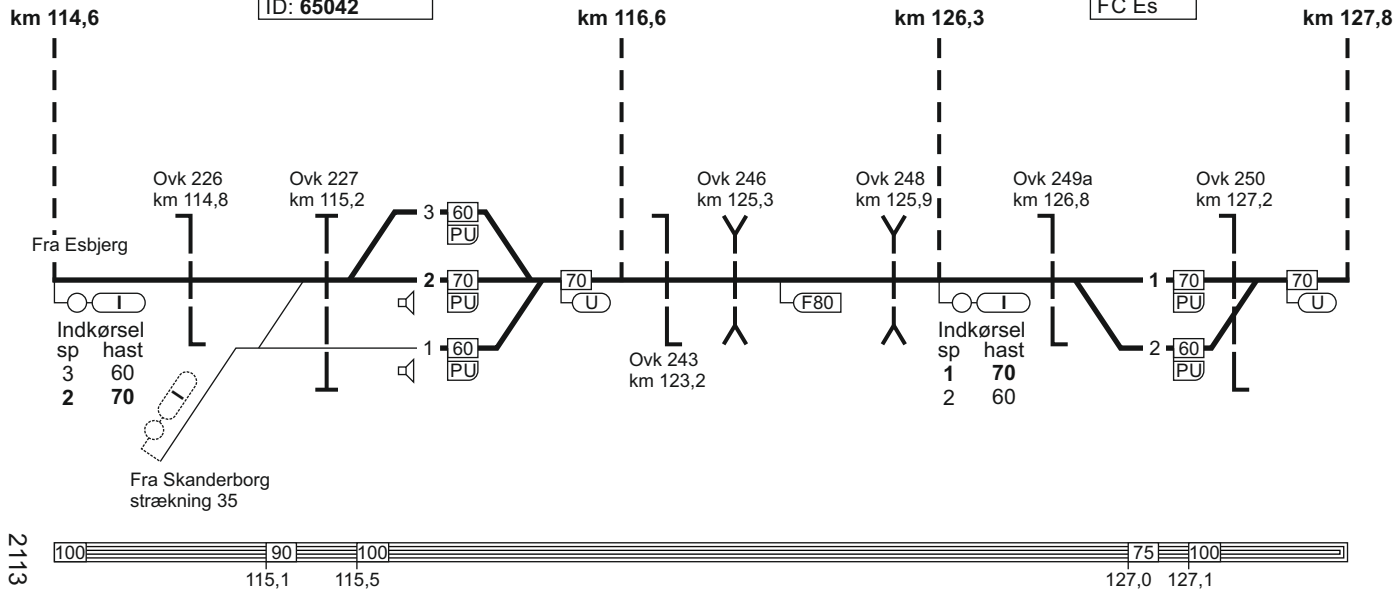 ID: 65042
FC Es
km 114,6
km 116,6
km 126,3
km 127,8
Ovk 226
km 114,8
Ovk 227
km 115,2
Ovk 246
km 125,3
Ovk 248
km 125,9
Ovk 249a
km 126,8
Ovk 250
km 127,2
3 60
PU
Fra Esbjerg
2 70
PU
70
U
F80
1 70
PU
70
U
I
Indkørsel
sp hast
3 60
2 70
1 60
PU
Ovk 243
km 123,2
I
Indkørsel
sp hast
1 70
2 60
2 60
PU
I
Fra Skanderborg
strækning 35
2113
100 90 100 75 100
115,1 115,5 127,0 127,1